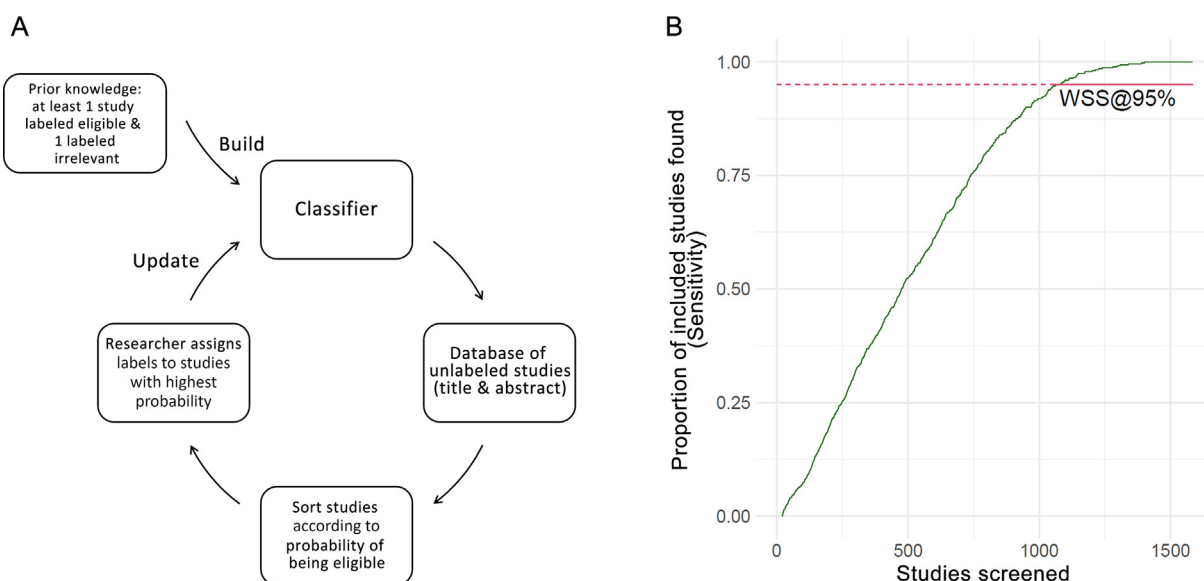 A
Prior knowledge:
at least 1 study
labeled eligible &
1 labeled
irrelevant
Build
Classifier
Update
Researcher assigns
labels to studies
with highest
probability
Database of
unlabeled studies
(title & abstract)
Sort studies
according to
probability of
being eligible
B
1.00
WSS@95%
0.75
0.50
0.25
0.00
Proportion of included studies found
(Sensitivity)
0
500
1000
1500
Studies screened